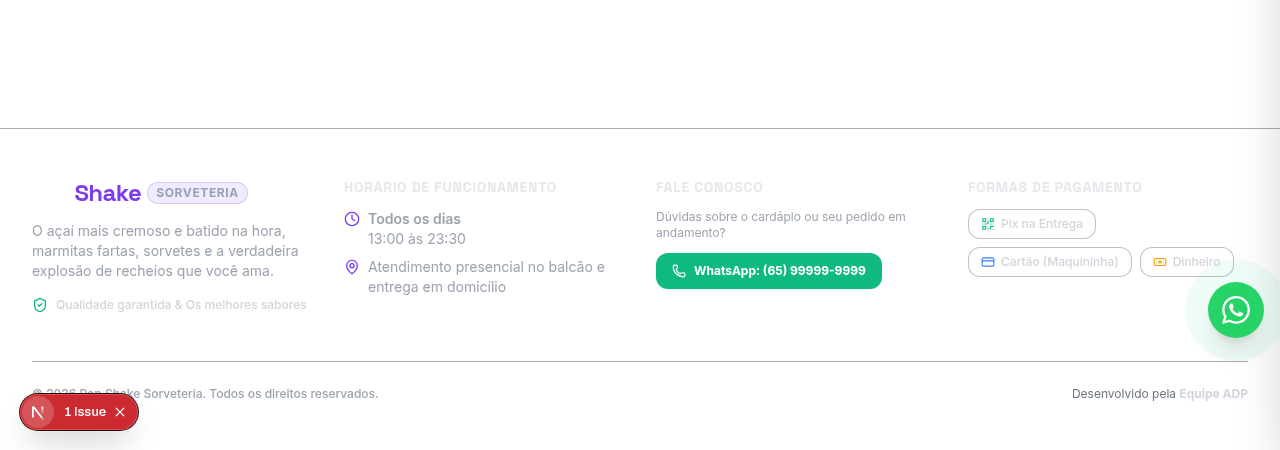 Shake SORVETERIA
O açaí mais cremoso e batido na hora,
marmitas fartas, sorvetes e a verdadeira
explosão de recheios que você ama.
Qualidade garantida & Os melhores sabores
HORÁRIO DE FUNCIONAMENTO
Todos os dias
13:00 às 23:30
Atendimento presencial no balcão e
entrega em domicílio
FALE CONOSCO
Dúvidas sobre o cardápio ou seu pedido em
andamento?
WhatsApp: (65) 99999-9999
FORMAS DE PAGAMENTO
Pix na Entrega
Cartão (Maquininha)
Dinheiro
© 2026 Pop Shake Sorveteria. Todos os direitos reservados.
Desenvolvido pela Equipe ADP
N 1 Issue